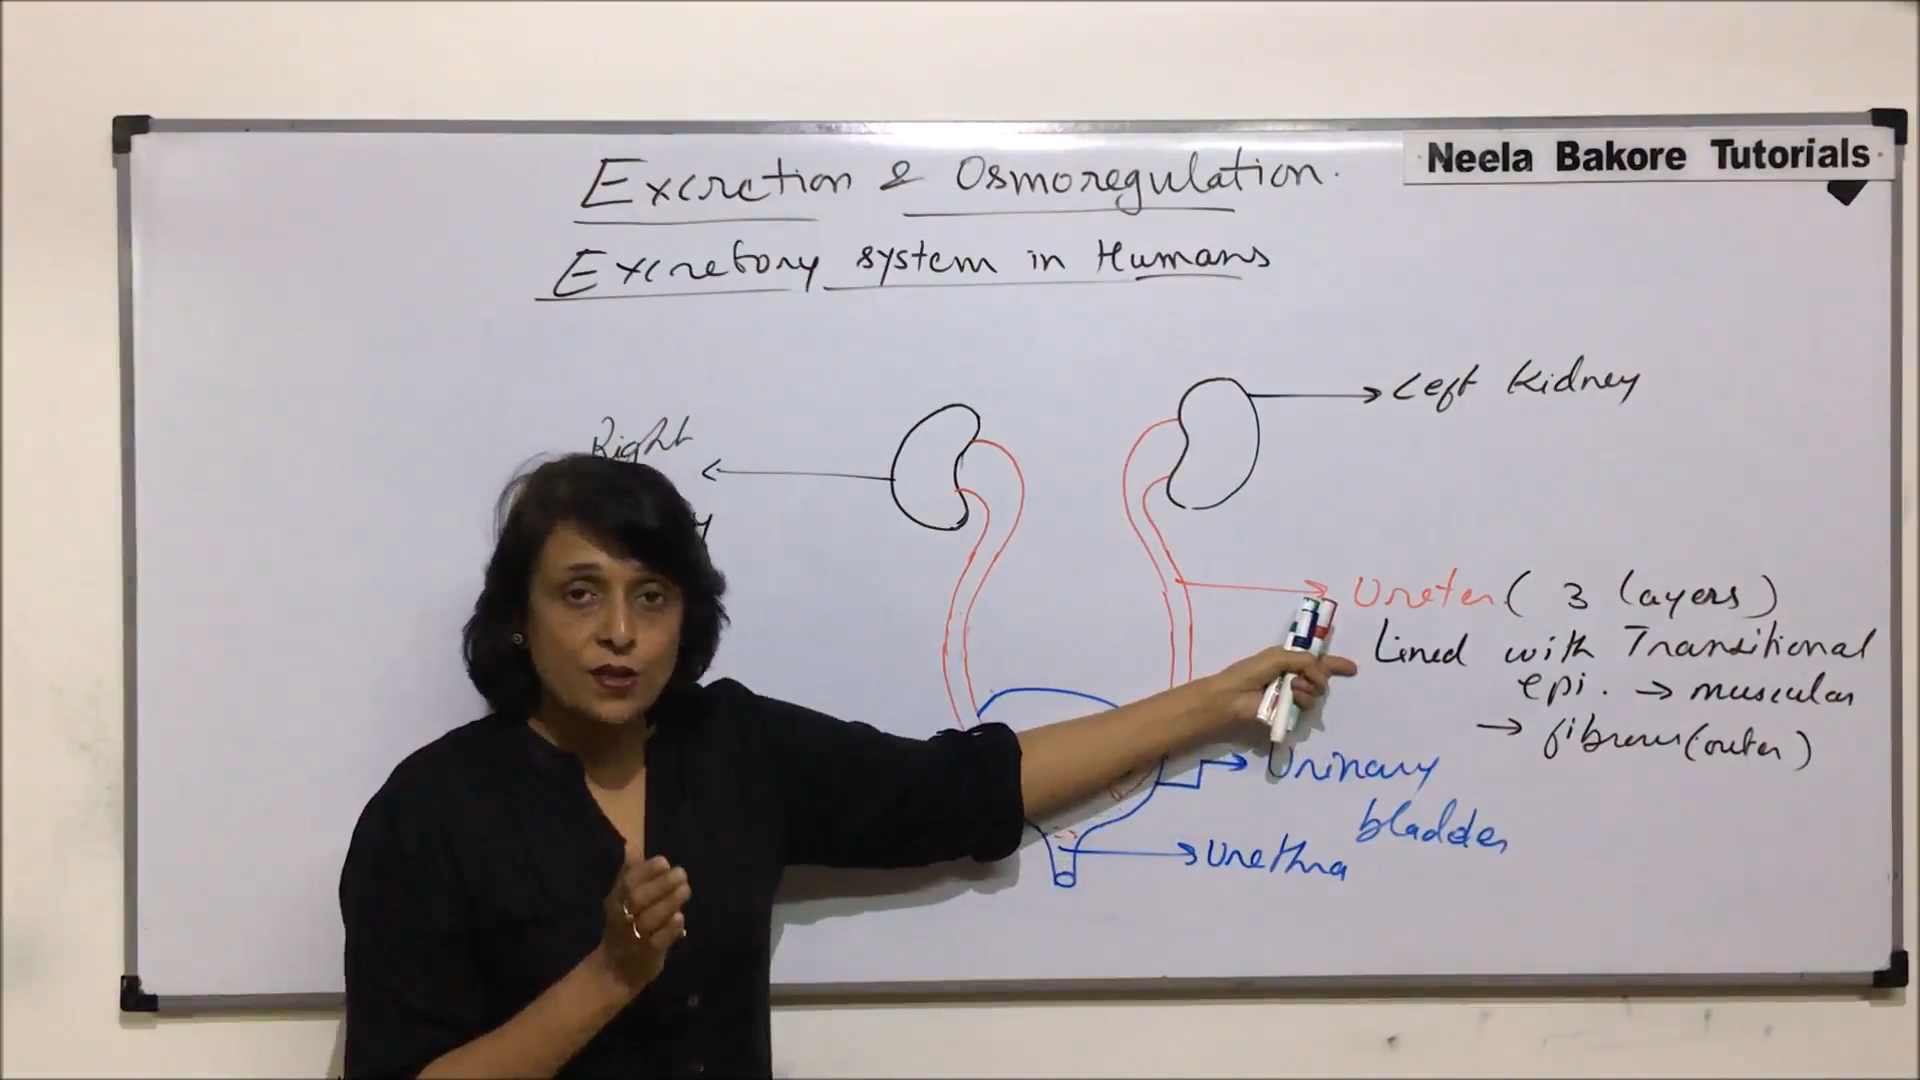 Neela Bakore Tutorials
Excretion & Osmoregulation.
Excretory system in Humans
Left Kidney
Right
Ureter ( 3 layers)
Lined with Transitional
epi. → muscular
→ fibrous (outer)
Urinary
bladder
Urethra